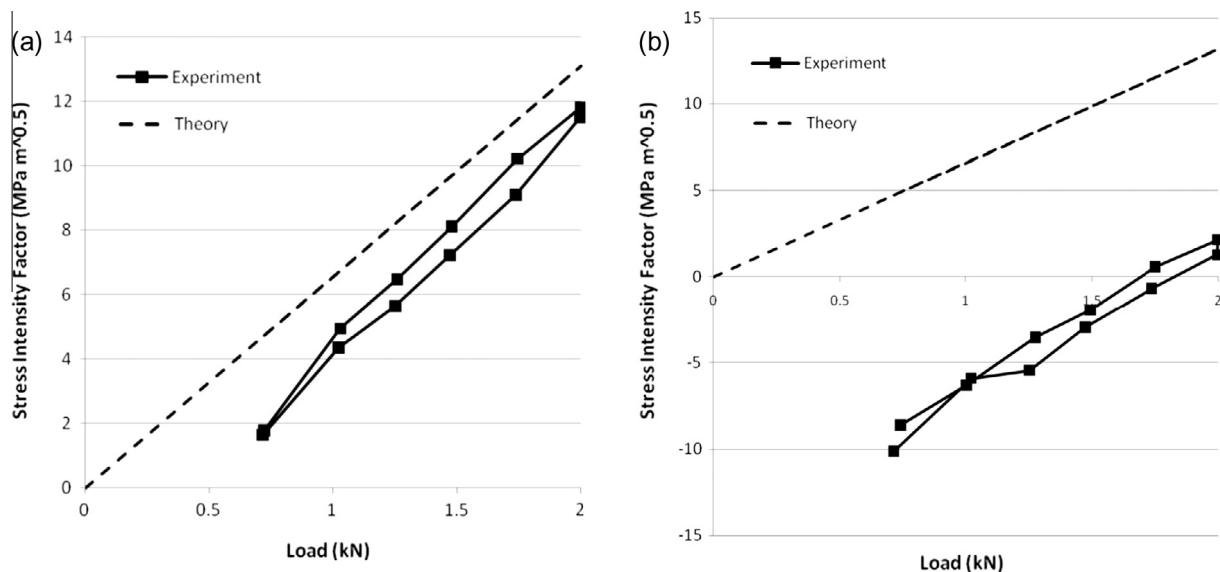 (a)
14
12
10
8
6
4
2
0
Stress Intensity Factor (MPa m^0.5)
Experiment
Theory
0 0.5 1 1.5 2
Load (kN)
(b)
15
10
5
0
-5
-10
-15
Stress Intensity Factor (MPa m^0.5)
Experiment
Theory
0 0.5 1 1.5 2
Load (kN)